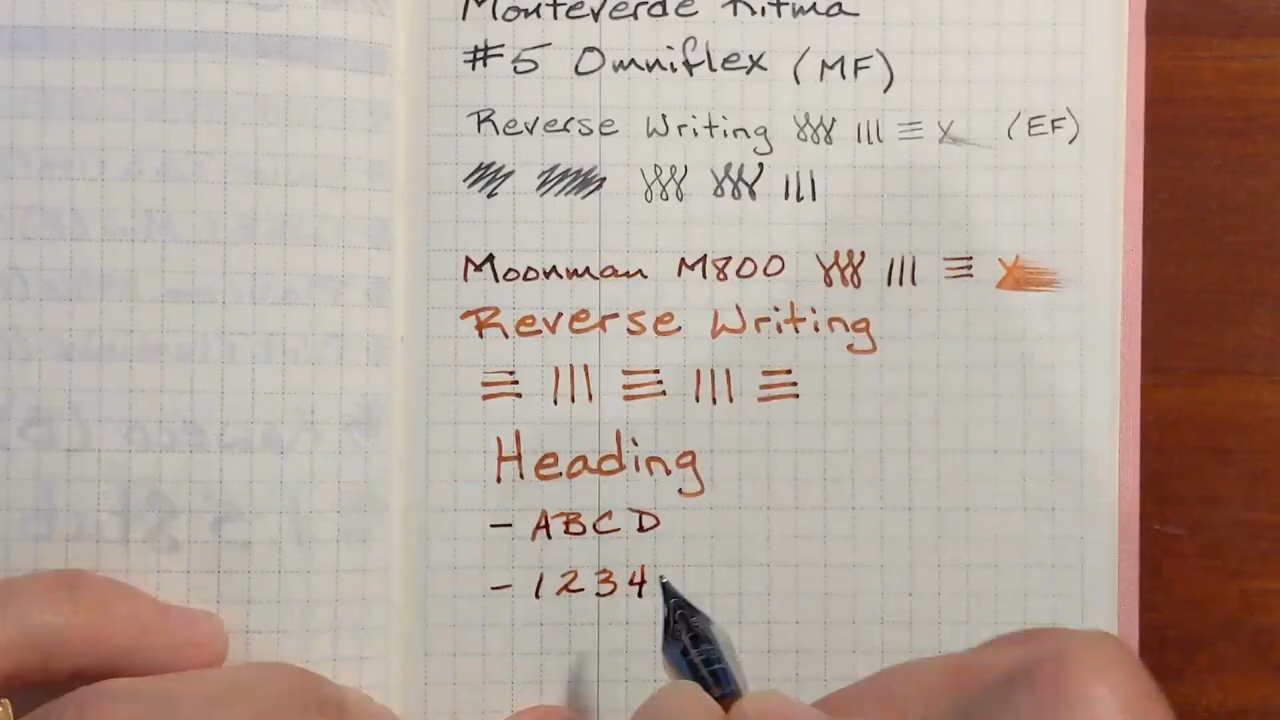 Monteverde Ritma
#5 Omniflex (MF)
Reverse Writing (EF)
Moonman M800
Reverse Writing
Heading
- ABCD
- 1234